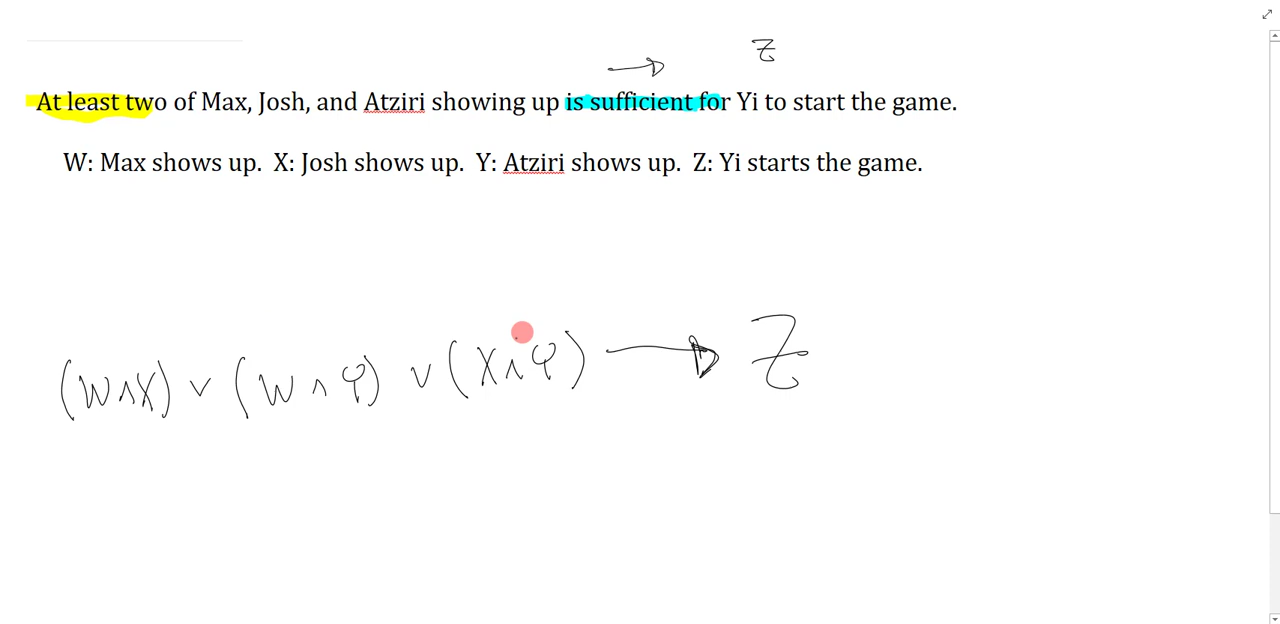 → Z
At least two of Max, Josh, and Atziri showing up is sufficient for Yi to start the game.
W: Max shows up. X: Josh shows up. Y: Atziri shows up. Z: Yi starts the game.
(W∧X) ∨ (W ∧ Y) ∨ (X∧Y) → Z